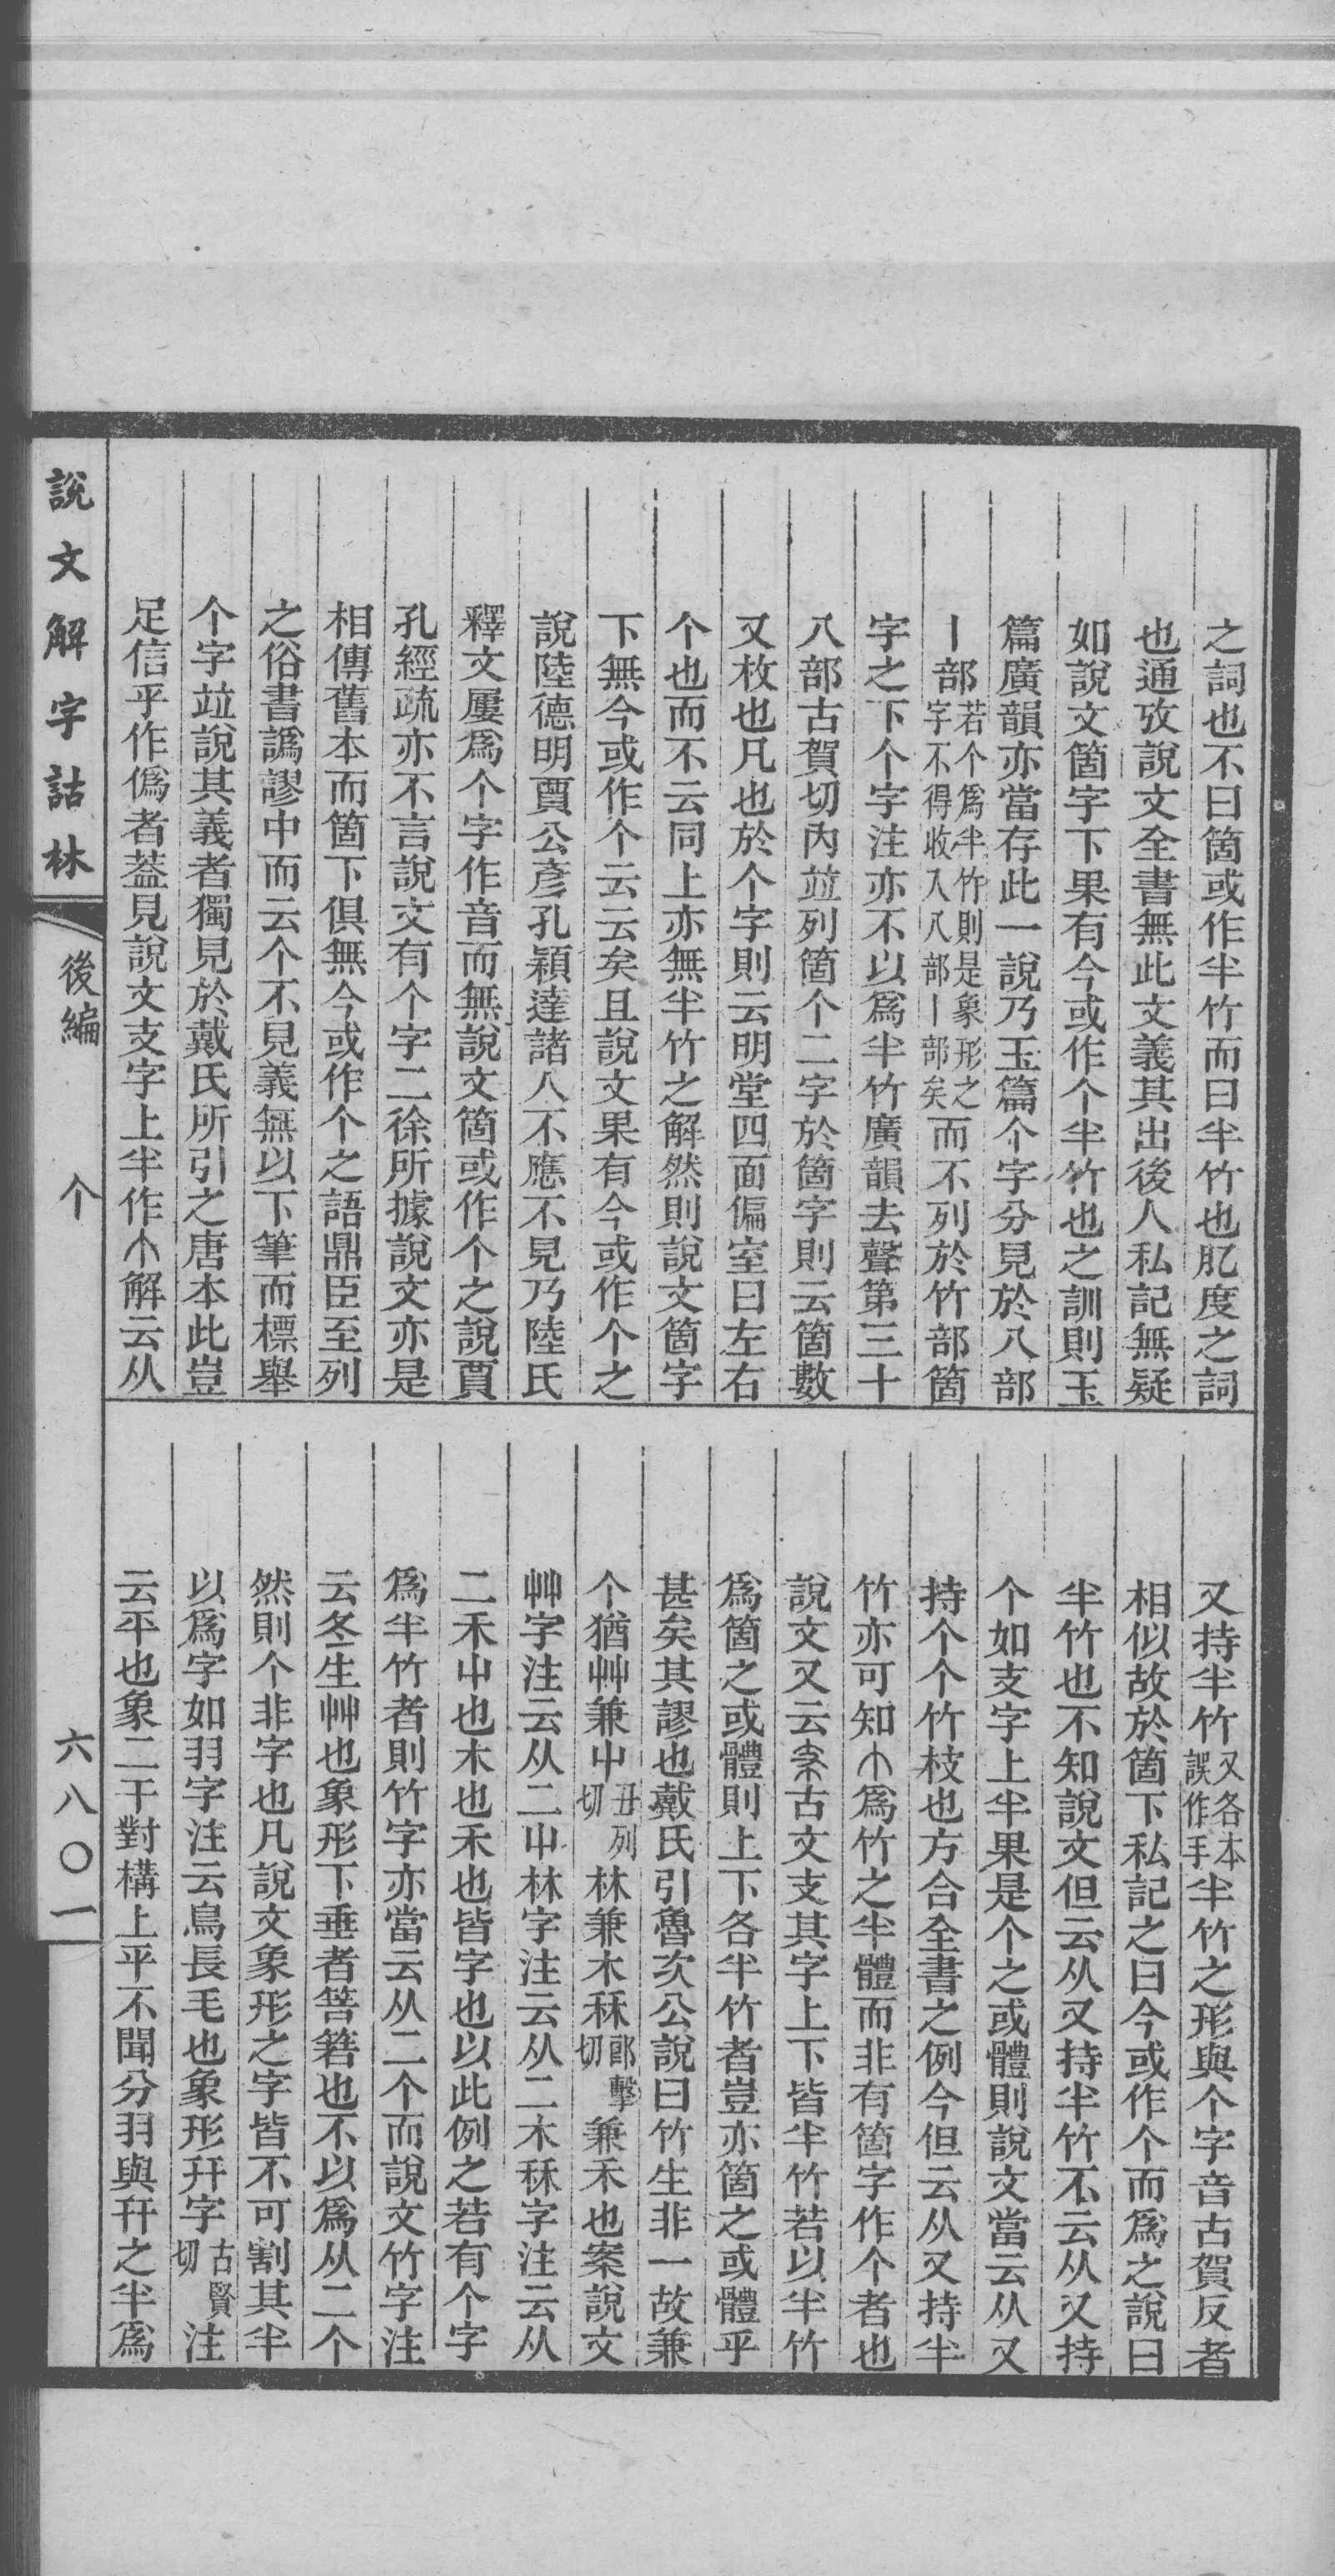 之詞也不曰箇或作半竹而曰半竹也肊度之詞
也通攷說文全書無此文義其出後人私記無疑
如說文箇字下果有今或作个半竹也之訓則玉
篇廣韻亦當存此一說乃玉篇个字分見於八部
丨部若个爲半竹則是象形之字不得收入八部丨部矣而不列於竹部箇
字之下个字注亦不以爲半竹廣韻去聲第三十
八部古賀切內竝列箇个二字於箇字則云箇數
又枚也凡也於个字則云明堂四面偏室曰左右
个也而不云同上亦無半竹之解然則說文箇字
下無今或作个云云矣且說文果有今或作个之
說陸德明賈公彥孔穎達諸人不應不見乃陸氏
釋文屢爲个字作音而無說文箇或作个之說賈
孔經疏亦不言說文有个字二徐所據說文亦是
相傳舊本而箇下俱無今或作个之語鼎臣至列
之俗書譌謬中而云个不見義無以下筆而標舉
个字竝說其義者獨見於戴氏所引之唐本此豈
足信乎作僞者葢見說文支字上半作解云从
又持半竹又各本誤作手半竹之形與个字音古賀反者
相似故於箇下私記之曰今或作个而爲之說曰
半竹也不知說文但云从又持半竹不云从又持
个如支字上半果是个之或體則說文當云从又
持个个竹枝也方合全書之例今但云从又持半
竹亦可知爲竹之半體而非有箇字作个者也
說文又云古文支其字上下皆半竹若以半竹
爲箇之或體則上下各半竹者豈亦箇之或體乎
甚矣其謬也戴氏引魯次公說曰竹生非一故兼
个猶艸兼屮丑列切林兼木秝郎擊切兼禾也案說文
艸字注云从二屮林字注云从二木秝字注云从
二禾屮也木也禾也皆字也以此例之若有个字
爲半竹者則竹字亦當云从二个而說文竹字注
云冬生艸也象形下垂者箁箬也不以爲从二个
然則个非字也凡說文象形之字皆不可割其半
以爲字如羽字注云鳥長毛也象形幵字古賢切注
云平也象二干對構上平不聞分羽與幵之半爲
說文解字詁林
後編
个
六八〇一